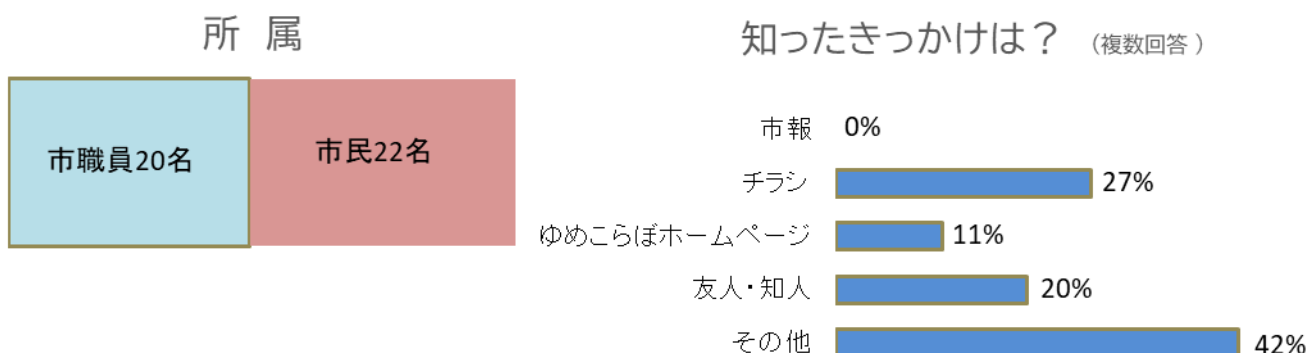 所 属
市職員20名
市民22名
知ったきっかけは？ （複数回答 ）
市報 0%
チラシ 27%
ゆめこらぼホームページ 11%
友人・知人 20%
その他 42%